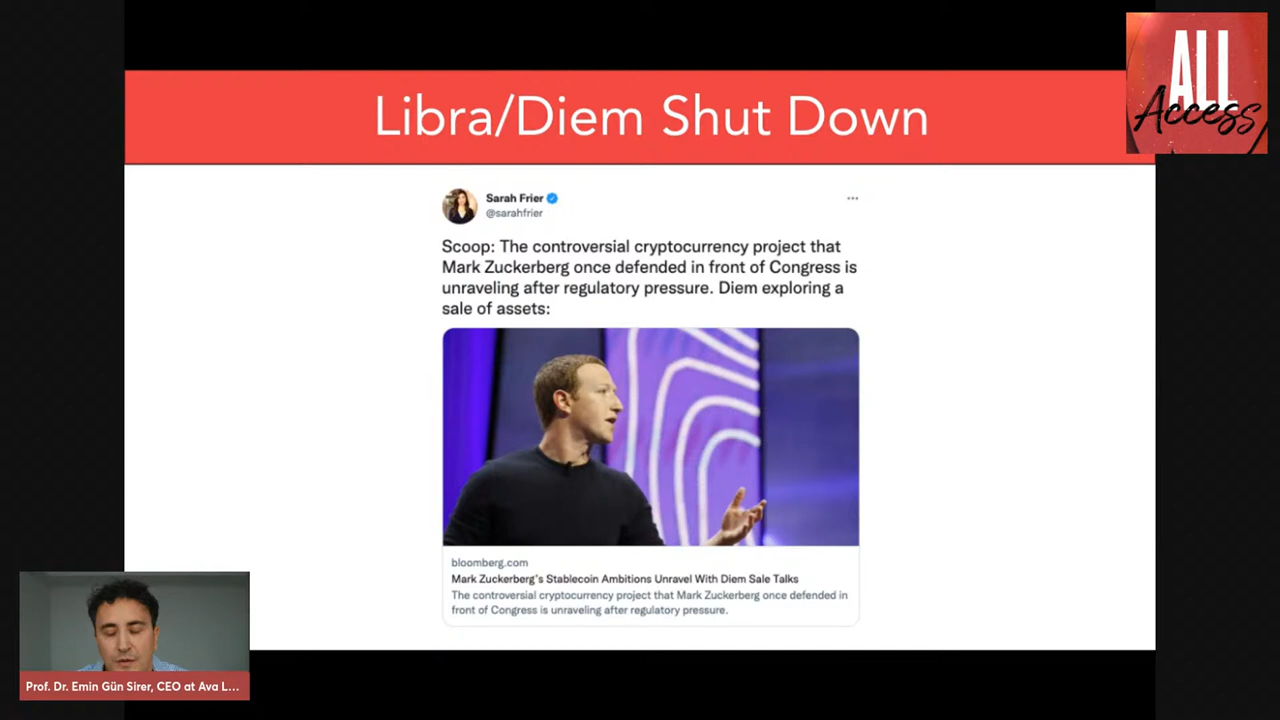 Libra/Diem Shut Down
ALL
Access
Sarah Frier
@sarahfrier
Scoop: The controversial cryptocurrency project that
Mark Zuckerberg once defended in front of Congress is
unraveling after regulatory pressure. Diem exploring a
sale of assets:
bloomberg.com
Mark Zuckerberg's Stablecoin Ambitions Unravel With Diem Sale Talks
The controversial cryptocurrency project that Mark Zuckerberg once defended in
front of Congress is unraveling after regulatory pressure.
Prof. Dr. Emin Gün Sirer, CEO at Ava L...